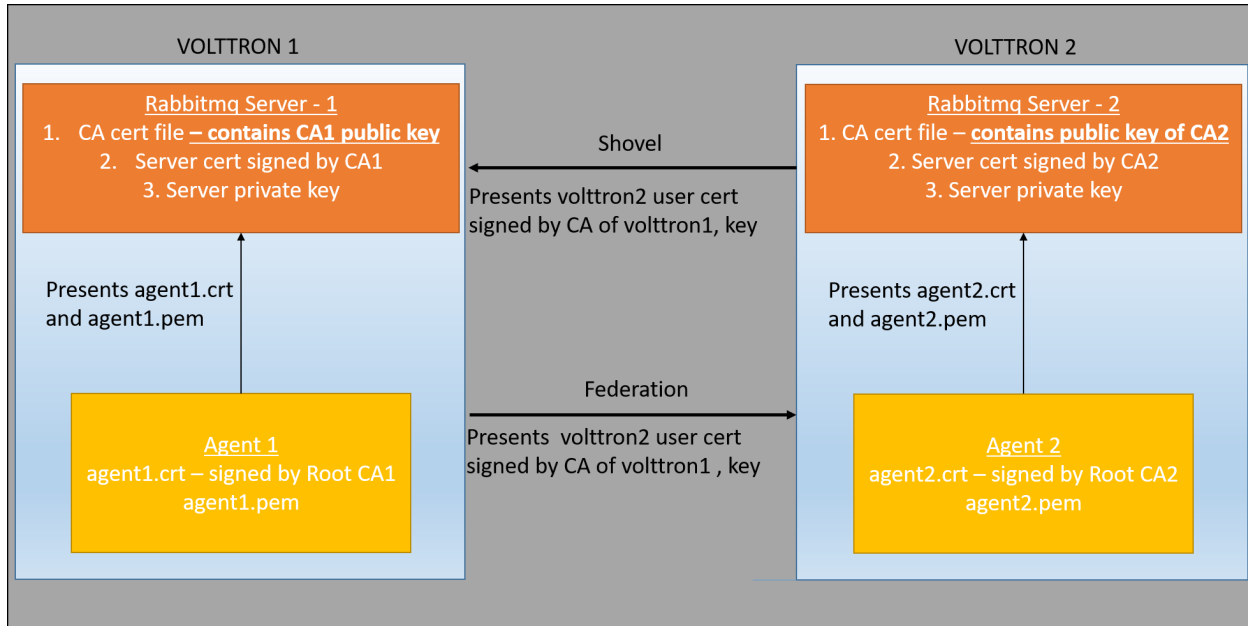 VOLTTRON 1
Rabbitmq Server - 1
1. CA cert file – contains CA1 public key
2. Server cert signed by CA1
3. Server private key
Presents agent1.crt
and agent1.pem
Agent 1
agent1.crt – signed by Root CA1
agent1.pem
Shovel
Presents volttron2 user cert
signed by CA of volttron1, key
Federation
Presents volttron2 user cert
signed by CA of volttron1 , key
VOLTTRON 2
Rabbitmq Server - 2
1. CA cert file – contains public key of CA2
2. Server cert signed by CA2
3. Server private key
Presents agent2.crt
and agent2.pem
Agent 2
agent2.crt – signed by Root CA2
agent2.pem